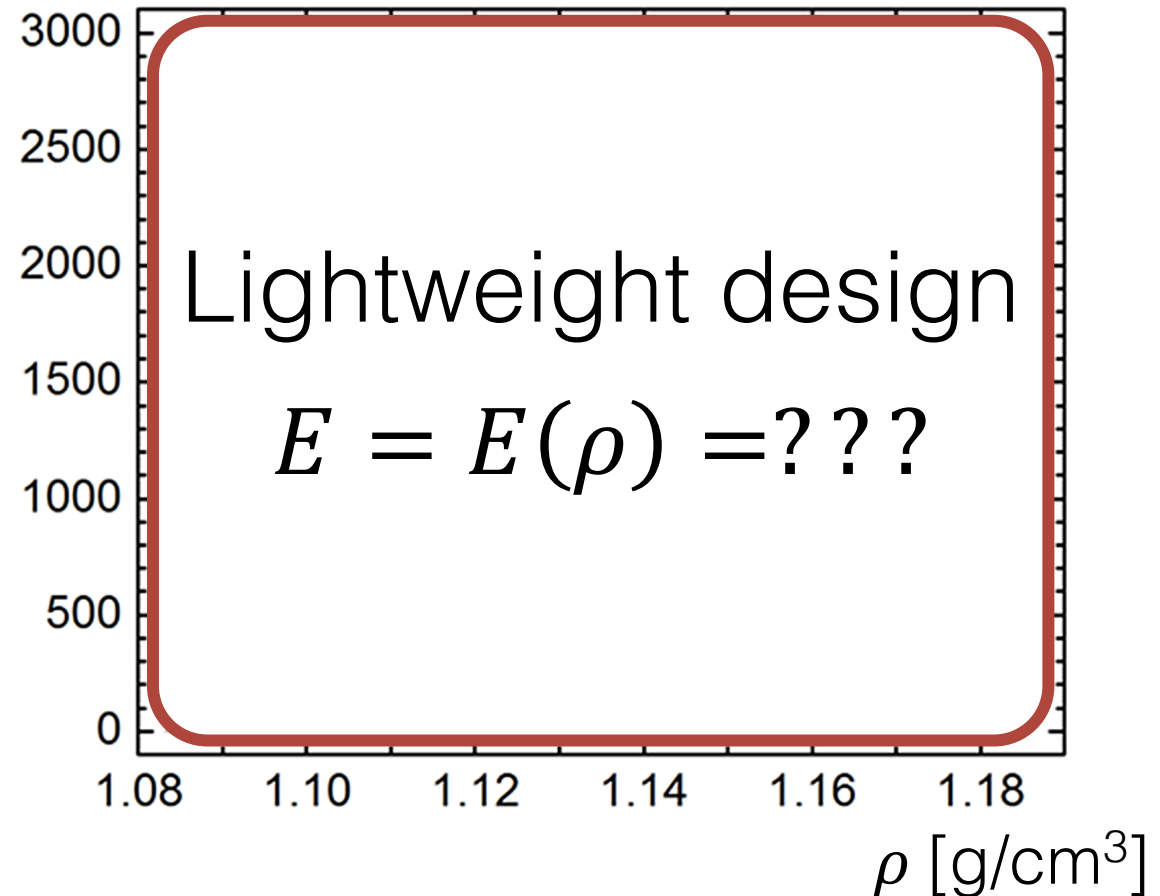 3000
2500
2000
1500
1000
500
0
Lightweight design
𝐸 = 𝐸(𝜌) =? ? ?
1.08 1.10 1.12 1.14 1.16 1.18
𝜌 [g/cm³]